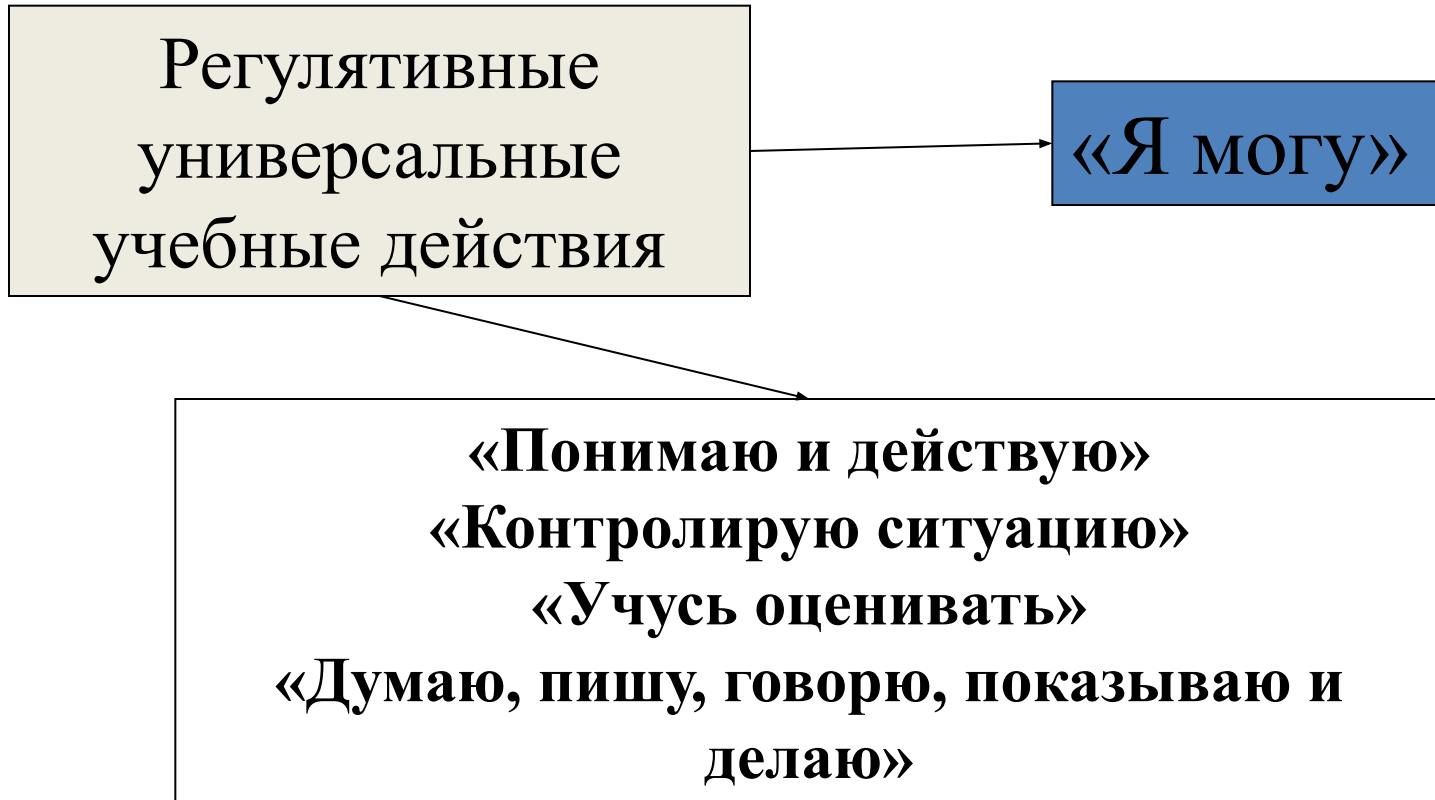 Регулятивные
универсальные
учебные действия
«Я могу»
«Понимаю и действую»
«Контролирую ситуацию»
«Учусь оценивать»
«Думаю, пишу, говорю, показываю и
делаю»